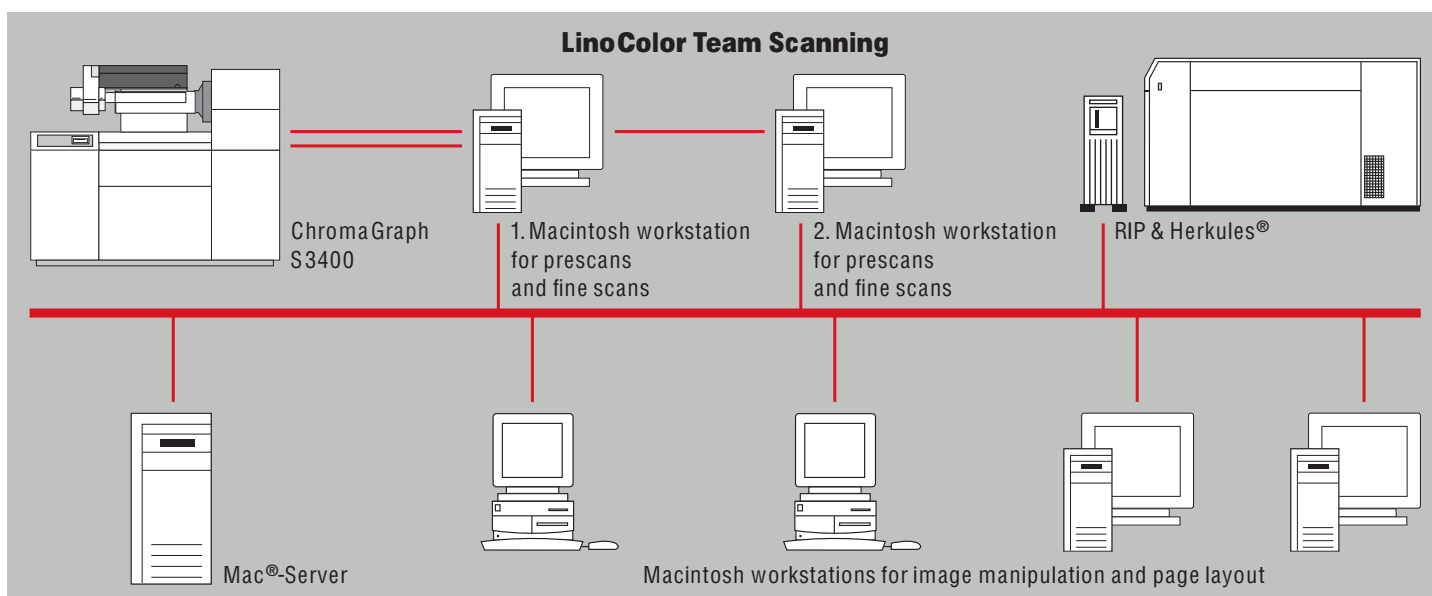 LinoColor Team Scanning
ChromaGraph
S3400
1. Macintosh workstation
for prescans
and fine scans
2. Macintosh workstation
for prescans
and fine scans
RIP & Herkules®
Mac®-Server
Macintosh workstations for image manipulation and page layout